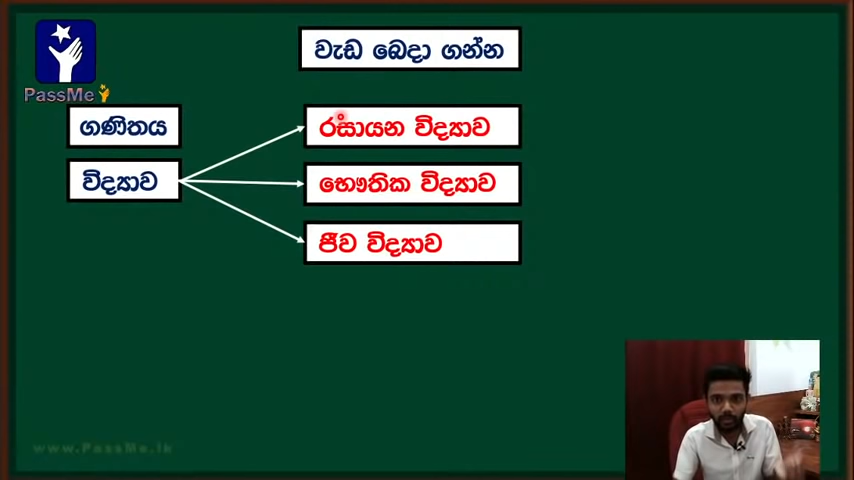 වැඩ බෙදා ගන්න
PassMe
ගණිතය
රසායන විද්‍යාව
විද්‍යාව
භෞතික විද්‍යාව
ජීව විද්‍යාව
www.PassMe.lk